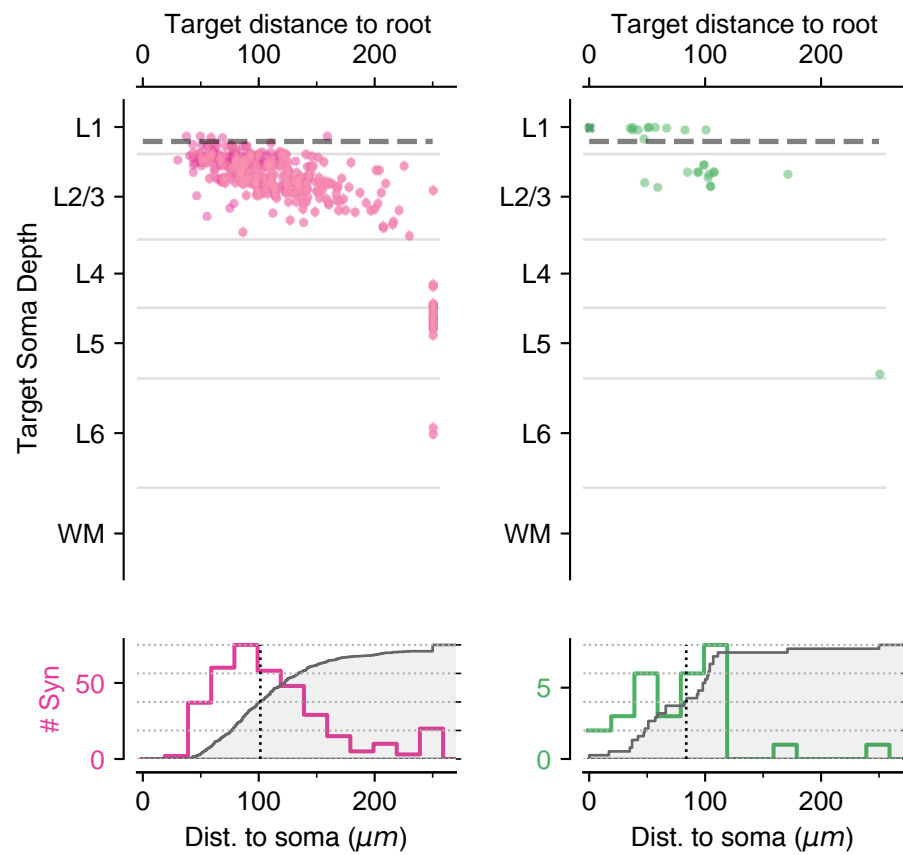 Target distance to root
0 100 200
Target distance to root
0 100 200
Target Soma Depth
L1
L2/3
L4
L5
L6
WM
L1
L2/3
L4
L5
L6
WM
# Syn
50
0
5
0
0 100 200
Dist. to soma (μm)
0 100 200
Dist. to soma (μm)